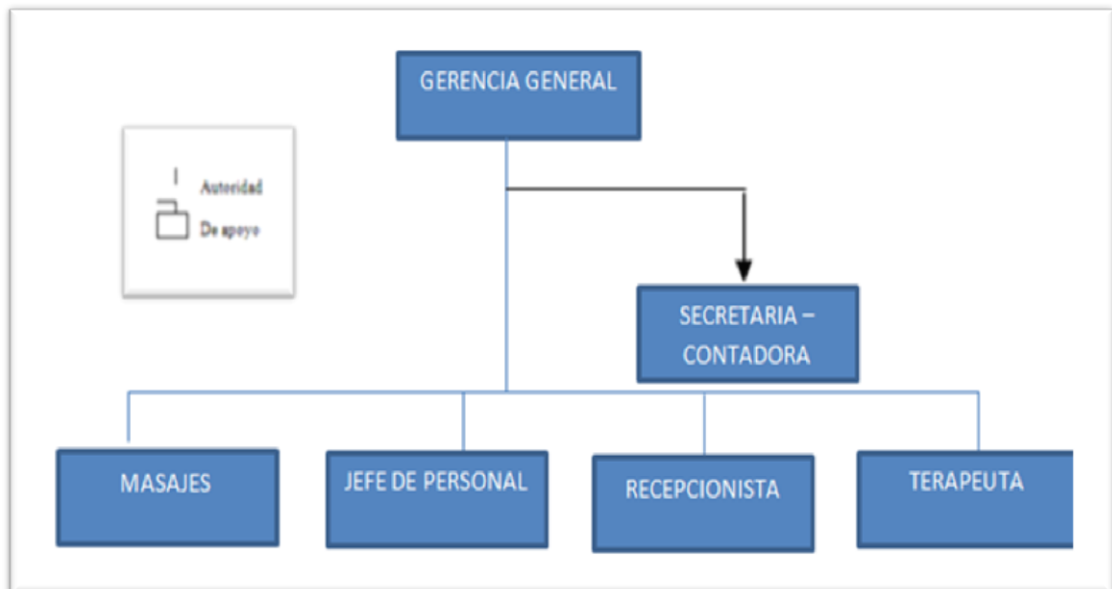 GERENCIA GENERAL
Autoridad
De apoyo
SECRETARIA –
CONTADORA
MASAJES
JEFE DE PERSONAL
RECEPCIONISTA
TERAPEUTA